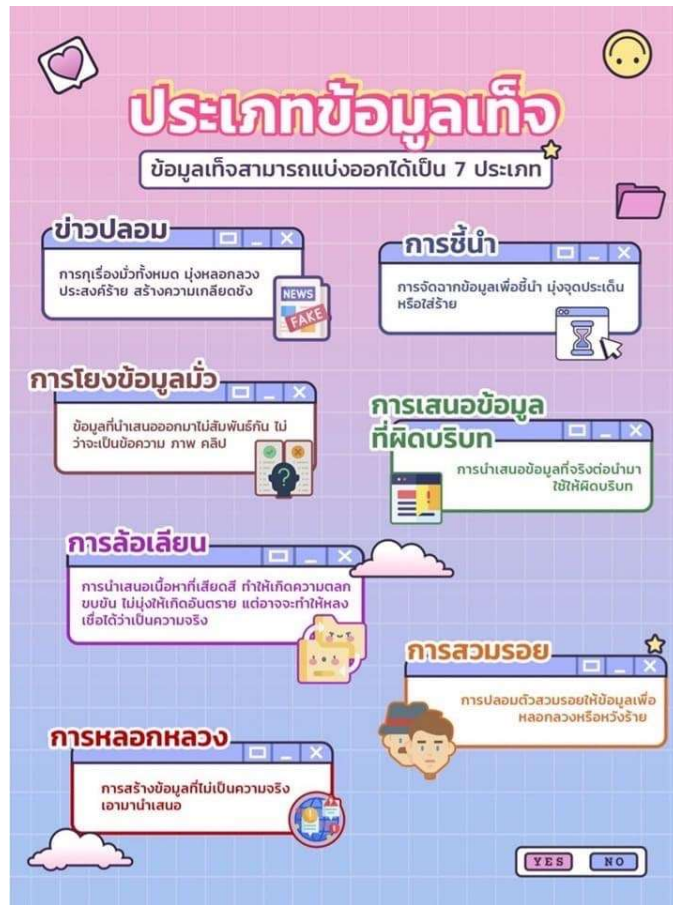 ประเภทข้อมูลเท็จ
ข้อมูลเท็จสามารถแบ่งออกได้เป็น 7 ประเภท
ข่าวปลอม
การกุเรื่องมั่วทั้งหมด มุ่งหลอกลวง
ประสงค์ร้าย สร้างความเกลียดชัง
NEWS
FAKE
การชี้นำ
การจัดฉากข้อมูลเพื่อชี้นำ มุ่งจุดประเด็น
หรือใส่ร้าย
การโยงข้อมูลมั่ว
ข้อมูลที่นำเสนอออกมาไม่สัมพันธ์กัน ไม่
ว่าจะเป็นข้อความ ภาพ คลิป
การเสนอข้อมูล
ที่ผิดบริบท
การนำเสนอข้อมูลที่จริงต่อนำมา
ใช้ให้ผิดบริบท
การล้อเลียน
การนำเสนอเนื้อหาที่เสียดสี ทำให้เกิดความตลก
ขบขัน ไม่มุ่งให้เกิดอันตราย แต่อาจจะทำให้หลง
เชื่อได้ว่าเป็นความจริง
การสวมรอย
การปลอมตัวสวมรอยให้ข้อมูลเพื่อ
หลอกลวงหรือหวังร้าย
การหลอกหลวง
การสร้างข้อมูลที่ไม่เป็นความจริง
เอามานำเสนอ
YES
NO